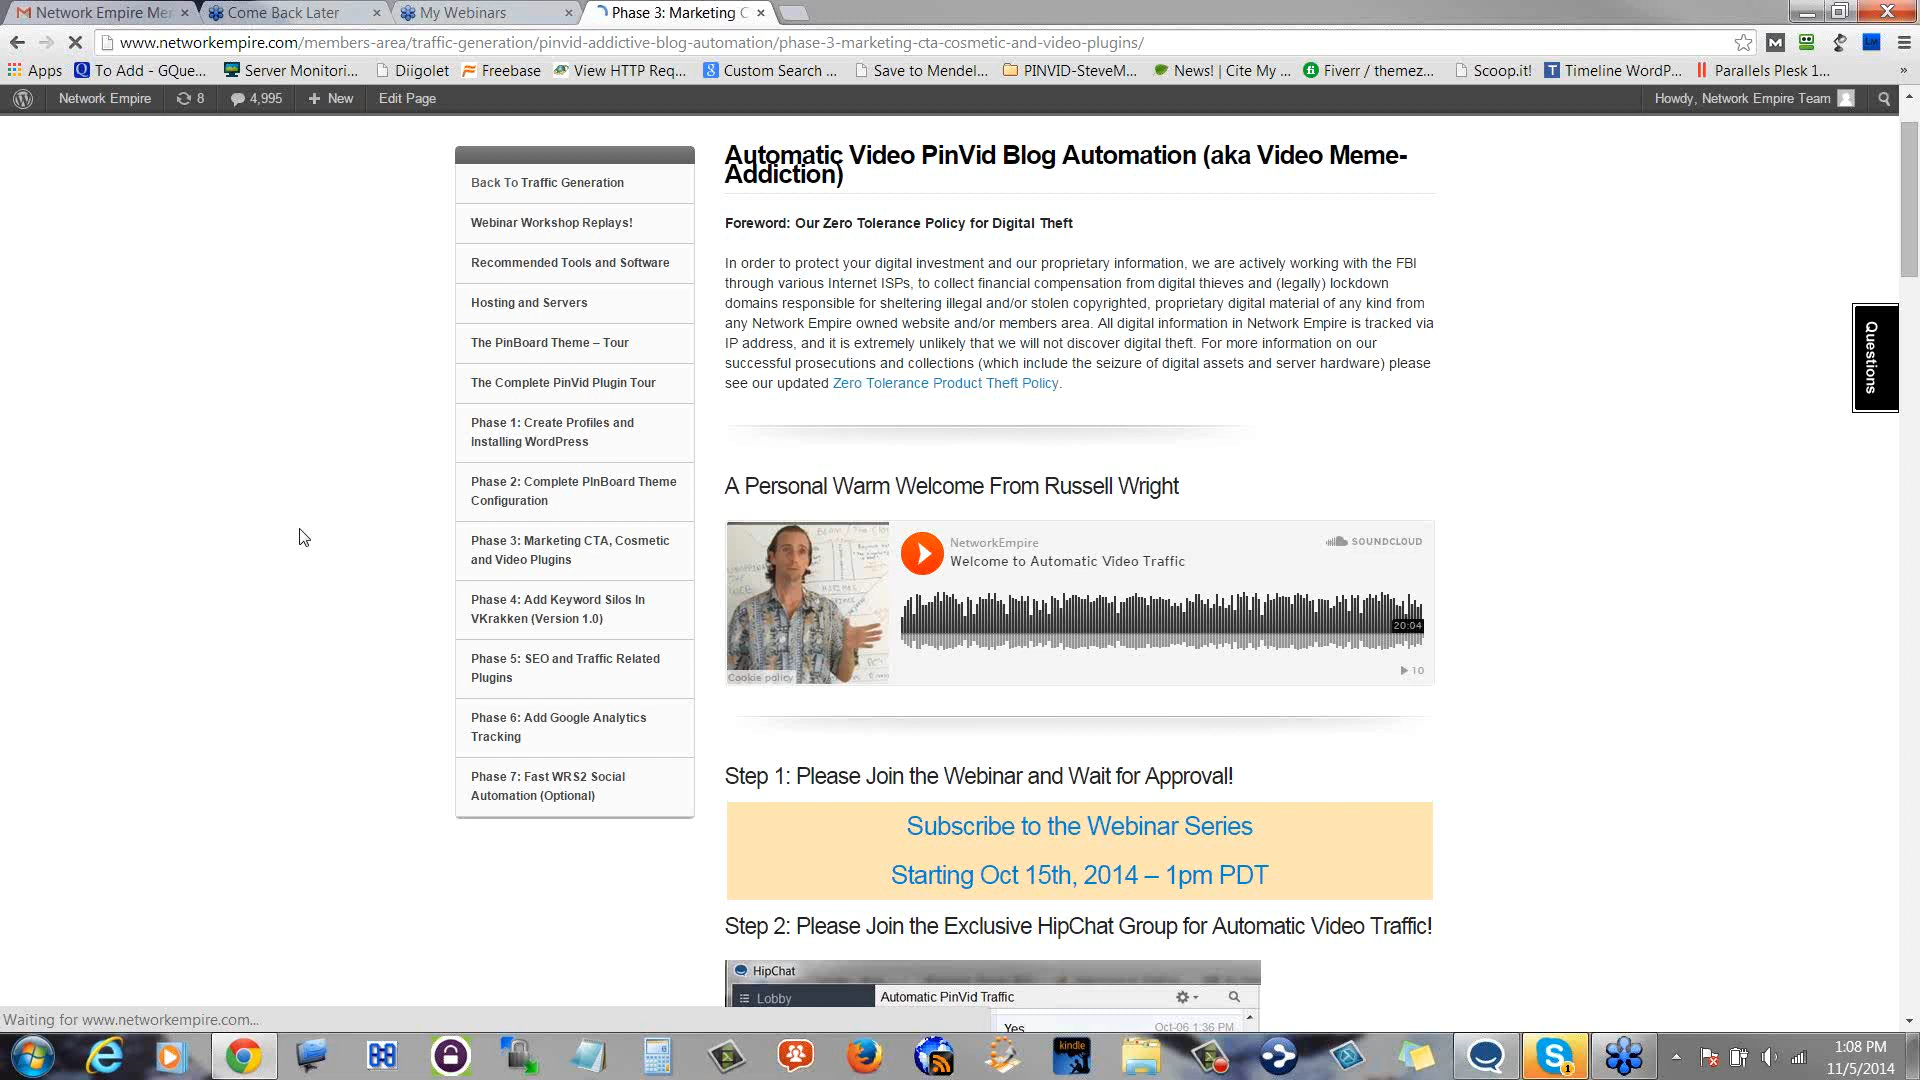 Network Empire Me
Come Back Later
My Webinars
Phase 3: Marketing C
www.networkempire.com/members-area/traffic-generation/pinvid-addictive-blog-automation/phase-3-marketing-cta-cosmetic-and-video-plugins/
Apps
To Add - GQue...
Server Monitori...
Diigolet
Freebase
View HTTP Req...
Custom Search ...
Save to Mendel...
PINVID-SteveM...
News! | Cite My ...
Fiverr / themez...
Scoop.it!
Timeline WordP...
Parallels Plesk 1...
»
Network Empire
8
4,995
+ New
Edit Page
Howdy, Network Empire Team
Back To Traffic Generation
Webinar Workshop Replays!
Recommended Tools and Software
Hosting and Servers
The PinBoard Theme – Tour
The Complete PinVid Plugin Tour
Phase 1: Create Profiles and
Installing WordPress
Phase 2: Complete PInBoard Theme
Configuration
Phase 3: Marketing CTA, Cosmetic
and Video Plugins
Phase 4: Add Keyword Silos In
VKrakken (Version 1.0)
Phase 5: SEO and Traffic Related
Plugins
Phase 6: Add Google Analytics
Tracking
Phase 7: Fast WRS2 Social
Automation (Optional)
Automatic Video PinVid Blog Automation (aka Video Meme-
Addiction)
Foreword: Our Zero Tolerance Policy for Digital Theft
In order to protect your digital investment and our proprietary information, we are actively working with the FBI
through various Internet ISPs, to collect financial compensation from digital thieves and (legally) lockdown
domains responsible for sheltering illegal and/or stolen copyrighted, proprietary digital material of any kind from
any Network Empire owned website and/or members area. All digital information in Network Empire is tracked via
IP address, and it is extremely unlikely that we will not discover digital theft. For more information on our
successful prosecutions and collections (which include the seizure of digital assets and server hardware) please
see our updated Zero Tolerance Product Theft Policy.
Questions
A Personal Warm Welcome From Russell Wright
NetworkEmpire
SOUNDCLOUD
Welcome to Automatic Video Traffic
20:04
Cookie policy
10
Step 1: Please Join the Webinar and Wait for Approval!
Subscribe to the Webinar Series
Starting Oct 15th, 2014 – 1pm PDT
Step 2: Please Join the Exclusive HipChat Group for Automatic Video Traffic!
HipChat
Lobby
Automatic PinVid Traffic
Yes
Oct-06 1:36 PM
Waiting for www.networkempire.com...
kindle
1
1:08 PM
11/5/2014